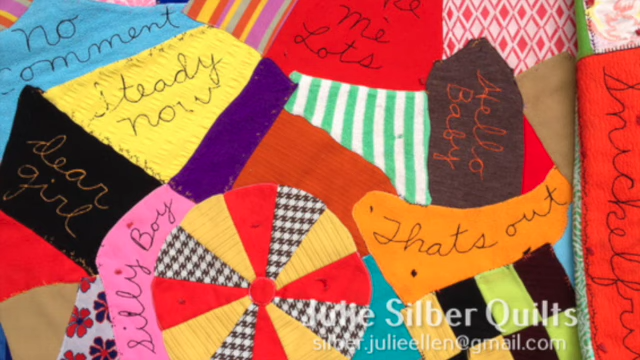 no
comment
steady
now
me
Lots
Hello
Baby
dear
girl
Silly Boy
Thats out
Julie Silber Quilts
silber.julieellen@gmail.com